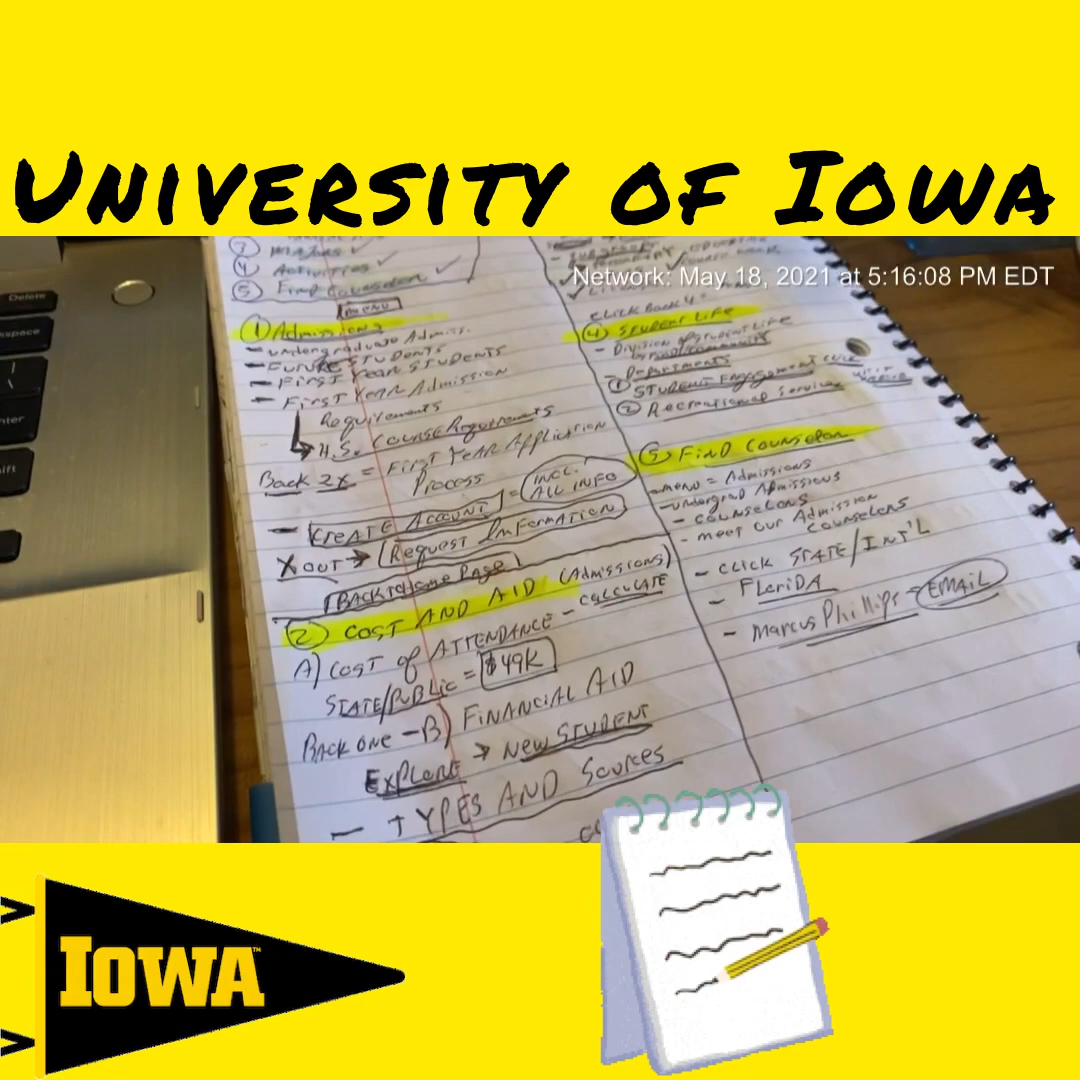 UNIVERSITY OF IOWA
Network: May 18, 2021 at 5:16:08 PM EDT
Delete
③ MAJORS ✓
④ Activities ✓
⑤ Find Counselor ✓
MENU
① Admissions
- undergraduate Admiss.
- FUTURE STUDENTS
- FIRST YEAR STUDENTS
- FIRST YEAR Admission
Requirements
H.S. COURSE Requirements
Back 2X = FIRST YEAR Application
Process
- CREATE ACCOUNT = INCL. ALL INFO
X OUT → Request Information
BACK TO HOME PAGE
② COST AND AID (Admissions)
A) COST OF ATTENDANCE - CALCULATE
STATE/PUBLIC = $49K
BACK ONE - B) FINANCIAL AID
EXPLORE → NEW STUDENT
- TYPES AND Sources
click Back 4x
④ STUDENT LIFE
- Division of Student Life
- Departments
① STUDENT Engagement CLICK
VISIT
② Recreational Services
⑤ FIND COUNSELOR
- menu = Admissions
- undergrad Admissions
- COUNSELORS
- meet our Admission
COUNSELORS
- CLICK STATE/INT'L
- FLORIDA
- Marcus Phillips = EMAIL
IOWA™